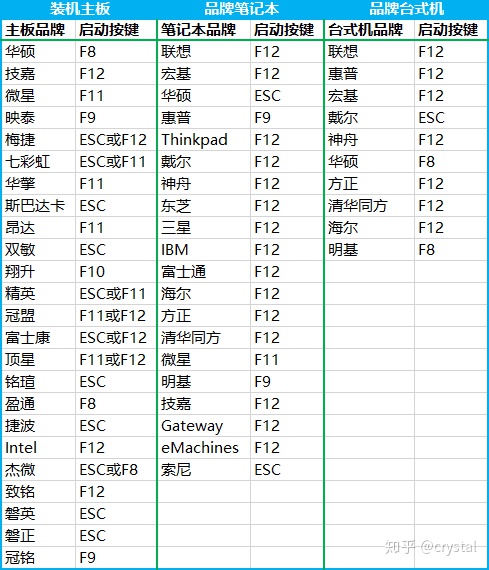 装机主板 品牌笔记本 品牌台式机
主板品牌 启动按键 笔记本品牌 启动按键 台式机品牌 启动按键
华硕 F8 联想 F12 联想 F12
技嘉 F12 宏基 F12 惠普 F12
微星 F11 华硕 ESC 宏基 F12
映泰 F9 惠普 F9 戴尔 ESC
梅捷 ESC或F12 Thinkpad F12 神舟 F12
七彩虹 ESC或F11 戴尔 F12 华硕 F8
华擎 F11 神舟 F12 方正 F12
斯巴达卡 ESC 东芝 F12 清华同方 F12
昂达 F11 三星 F12 海尔 F12
双敏 ESC IBM F12 明基 F8
翔升 F10 富士通 F12
精英 ESC或F11 海尔 F12
冠盟 F11或F12 方正 F12
富士康 ESC或F12 清华同方 F12
顶星 F11或F12 微星 F11
铭瑄 ESC 明基 F9
盈通 F8 技嘉 F12
捷波 ESC Gateway F12
Intel F12 eMachines F12
杰微 ESC或F8 索尼 ESC
致铭 F12
磐英 ESC
磐正 ESC
冠铭 F9
知乎 @crystal